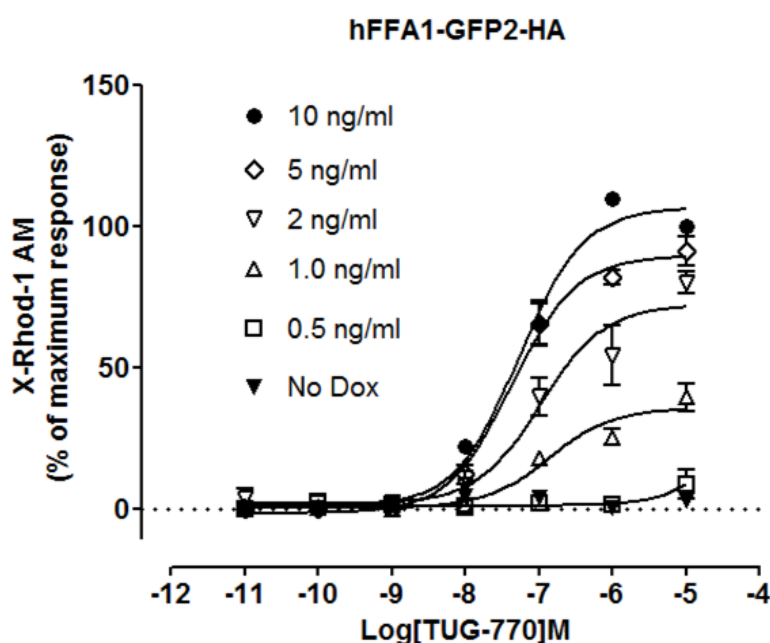 hFFA1-GFP2-HA
X-Rhod-1 AM
(% of maximum response)
150
100
50
0
10 ng/ml
5 ng/ml
2 ng/ml
1.0 ng/ml
0.5 ng/ml
No Dox
-12 -11 -10 -9 -8 -7 -6 -5 -4
Log[TUG-770]M